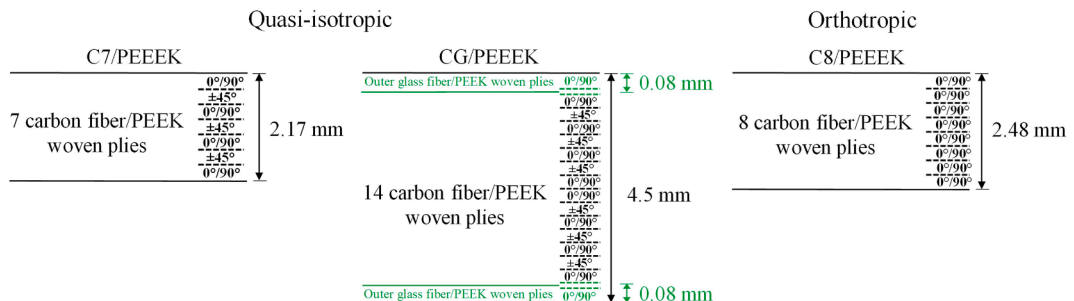 Quasi-isotropic
Orthotropic
C7/PEEEK
7 carbon fiber/PEEK
woven plies
0°/90°
±45°
0°/90°
±45°
0°/90°
±45°
0°/90°
2.17 mm
CG/PEEEK
Outer glass fiber/PEEK woven plies
0°/90°
0.08 mm
14 carbon fiber/PEEK
woven plies
0°/90°
±45°
0°/90°
±45°
0°/90°
±45°
0°/90°
0°/90°
±45°
0°/90°
±45°
0°/90°
±45°
0°/90°
4.5 mm
Outer glass fiber/PEEK woven plies
0°/90°
0.08 mm
C8/PEEEK
8 carbon fiber/PEEK
woven plies
0°/90°
0°/90°
0°/90°
0°/90°
0°/90°
0°/90°
0°/90°
0°/90°
2.48 mm